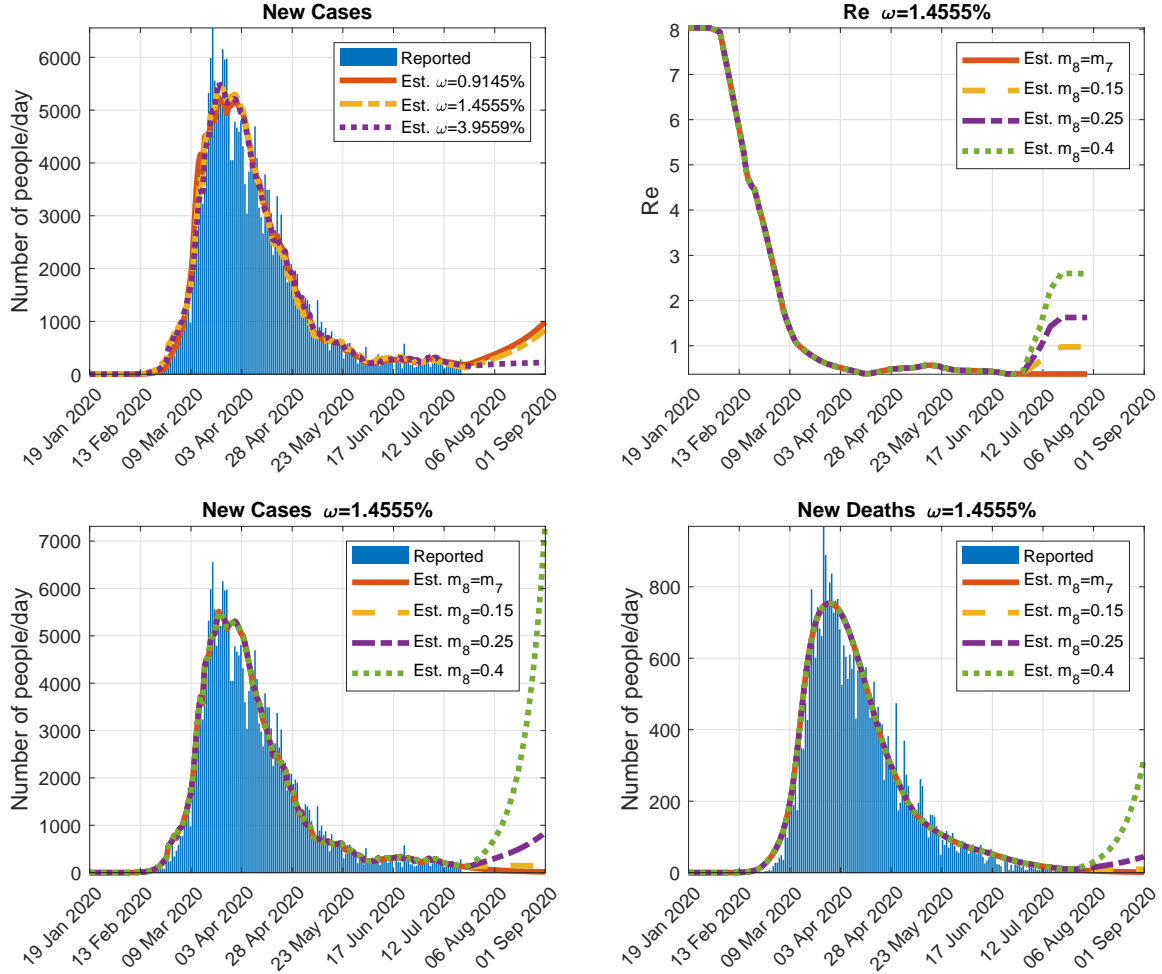 New Cases
Number of people/day
6000
5000
4000
3000
2000
1000
0
Reported
Est. ω=0.9145%
Est. ω=1.4555%
Est. ω=3.9559%
19 Jan 2020
13 Feb 2020
09 Mar 2020
03 Apr 2020
28 Apr 2020
23 May 2020
17 Jun 2020
12 Jul 2020
06 Aug 2020
01 Sep 2020
Re ω=1.4555%
Re
8
7
6
5
4
3
2
1
Est. m8=m7
Est. m8=0.15
Est. m8=0.25
Est. m8=0.4
19 Jan 2020
13 Feb 2020
09 Mar 2020
03 Apr 2020
28 Apr 2020
23 May 2020
17 Jun 2020
12 Jul 2020
06 Aug 2020
01 Sep 2020
New Cases ω=1.4555%
Number of people/day
7000
6000
5000
4000
3000
2000
1000
0
Reported
Est. m8=m7
Est. m8=0.15
Est. m8=0.25
Est. m8=0.4
19 Jan 2020
13 Feb 2020
09 Mar 2020
03 Apr 2020
28 Apr 2020
23 May 2020
17 Jun 2020
12 Jul 2020
06 Aug 2020
01 Sep 2020
New Deaths ω=1.4555%
Number of people/day
800
600
400
200
0
Reported
Est. m8=m7
Est. m8=0.15
Est. m8=0.25
Est. m8=0.4
19 Jan 2020
13 Feb 2020
09 Mar 2020
03 Apr 2020
28 Apr 2020
23 May 2020
17 Jun 2020
12 Jul 2020
06 Aug 2020
01 Sep 2020